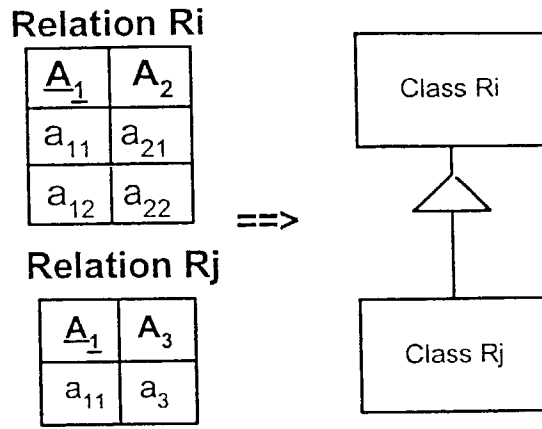 Relation Ri
A1 A2
a11 a21
a12 a22
==>
Relation Rj
A1 A3
a11 a3
Class Ri
Class Rj